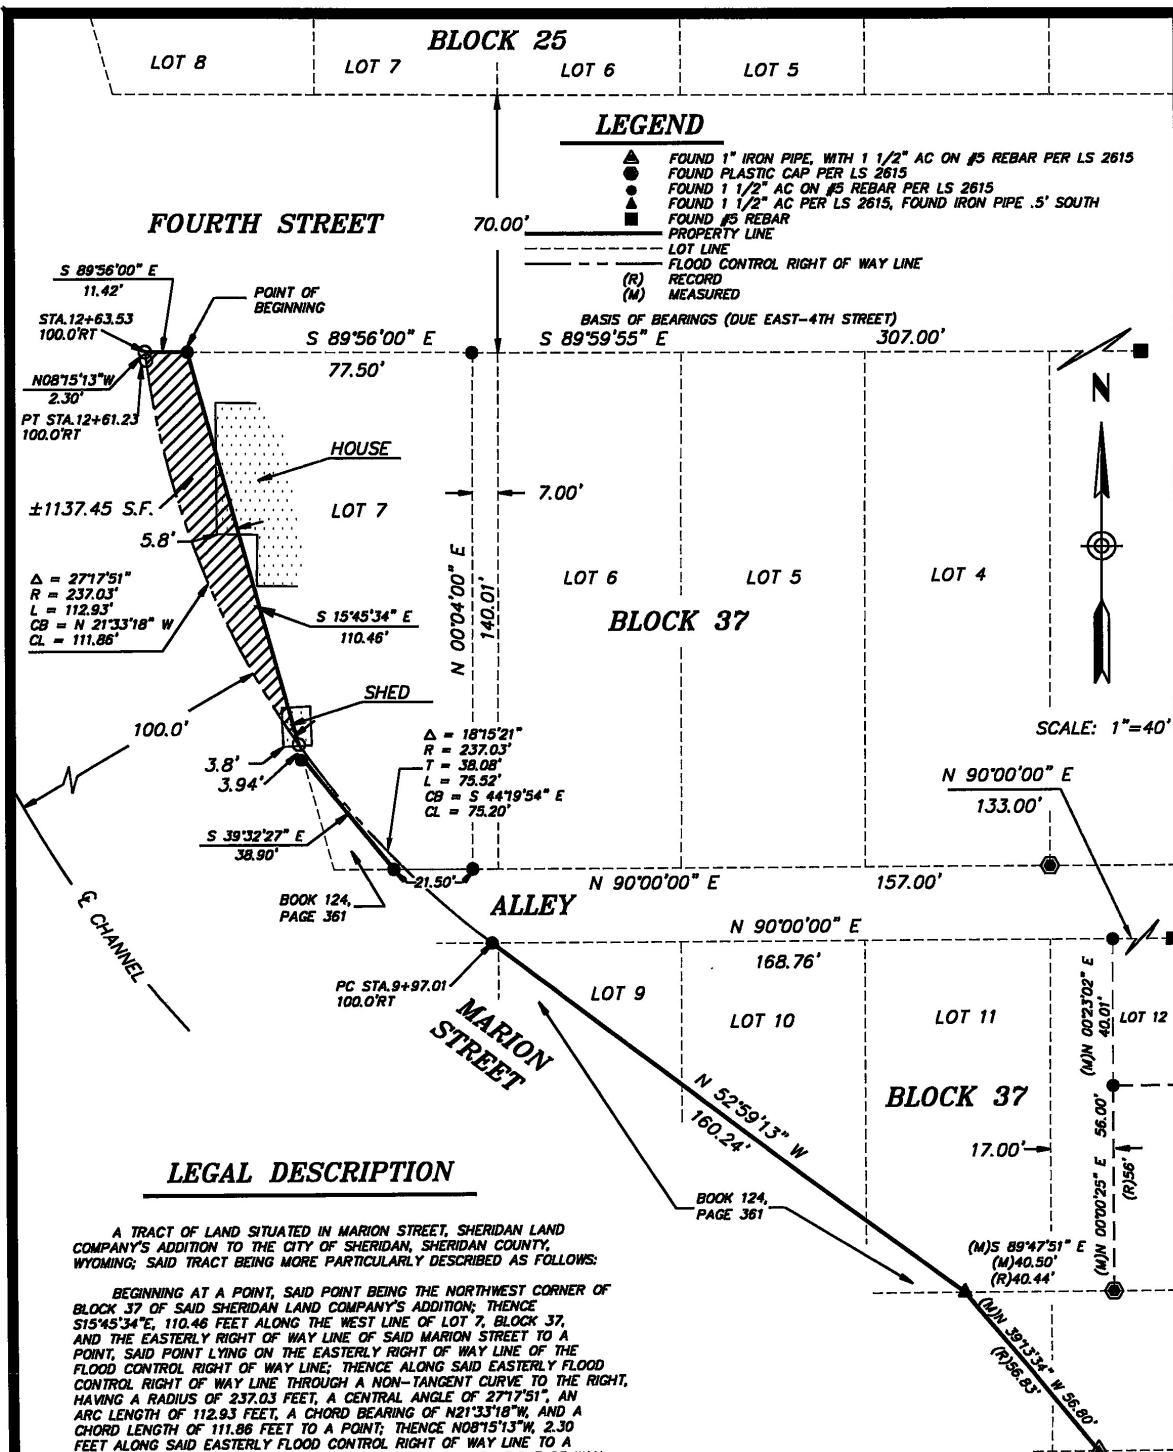 BLOCK 25
LOT 8
LOT 7
LOT 6
LOT 5
LEGEND
FOUND 1" IRON PIPE, WITH 1 1/2" AC ON #5 REBAR PER LS 2615
FOUND PLASTIC CAP PER LS 2615
FOUND 1 1/2" AC ON #5 REBAR PER LS 2615
FOUND 1 1/2" AC PER LS 2615, FOUND IRON PIPE .5' SOUTH
FOUND #5 REBAR
PROPERTY LINE
LOT LINE
FLOOD CONTROL RIGHT OF WAY LINE
(R) RECORD
(M) MEASURED
FOURTH STREET
70.00'
S 89°56'00" E
11.42'
POINT OF
BEGINNING
STA.12+63.53
100.0'RT
BASIS OF BEARINGS (DUE EAST-4TH STREET)
S 89°56'00" E
77.50'
S 89°59'55" E
307.00'
N08°15'13"W
2.30'
PT STA.12+61.23
100.0'RT
N
HOUSE
±1137.45 S.F.
LOT 7
7.00'
5.8'
Δ = 27°17'51"
R = 237.03'
L = 112.93'
CB = N 21°33'18" W
CL = 111.86'
S 15°45'34" E
110.46'
N 00°04'00" E
140.01'
LOT 6
LOT 5
LOT 4
BLOCK 37
SHED
100.0'
3.8'
3.94'
Δ = 18°15'21"
R = 237.03'
T = 38.08'
L = 75.52'
CB = S 44°19'54" E
CL = 75.20'
SCALE: 1"=40'
N 90°00'00" E
133.00'
S 39°32'27" E
38.90'
21.50'
N 90°00'00" E
157.00'
BOOK 124,
PAGE 361
ALLEY
℄ CHANNEL
N 90°00'00" E
168.76'
PC STA.9+97.01
100.0'RT
MARION
STREET
LOT 9
LOT 10
LOT 11
LOT 12
(M)N 00°23'02" E
40.01'
BLOCK 37
N 52°59'13" W
160.24'
17.00'
(M)N 00°00'25" E 56.00'
(R)56'
BOOK 124,
PAGE 361
(M)S 89°47'51" E
(M)40.50'
(R)40.44'
(M)N 39°13'34" W 56.80'
(R)56.83'
LEGAL DESCRIPTION
A TRACT OF LAND SITUATED IN MARION STREET, SHERIDAN LAND
COMPANY'S ADDITION TO THE CITY OF SHERIDAN, SHERIDAN COUNTY,
WYOMING; SAID TRACT BEING MORE PARTICULARLY DESCRIBED AS FOLLOWS:
BEGINNING AT A POINT, SAID POINT BEING THE NORTHWEST CORNER OF
BLOCK 37 OF SAID SHERIDAN LAND COMPANY'S ADDITION; THENCE
S15°45'34"E, 110.46 FEET ALONG THE WEST LINE OF LOT 7, BLOCK 37,
AND THE EASTERLY RIGHT OF WAY LINE OF SAID MARION STREET TO A
POINT, SAID POINT LYING ON THE EASTERLY RIGHT OF WAY LINE OF THE
FLOOD CONTROL RIGHT OF WAY LINE; THENCE ALONG SAID EASTERLY FLOOD
CONTROL RIGHT OF WAY LINE THROUGH A NON-TANGENT CURVE TO THE RIGHT,
HAVING A RADIUS OF 237.03 FEET, A CENTRAL ANGLE OF 27°17'51", AN
ARC LENGTH OF 112.93 FEET, A CHORD BEARING OF N21°33'18"W, AND A
CHORD LENGTH OF 111.86 FEET TO A POINT; THENCE N08°15'13"W, 2.30
FEET ALONG SAID EASTERLY FLOOD CONTROL RIGHT OF WAY LINE TO A